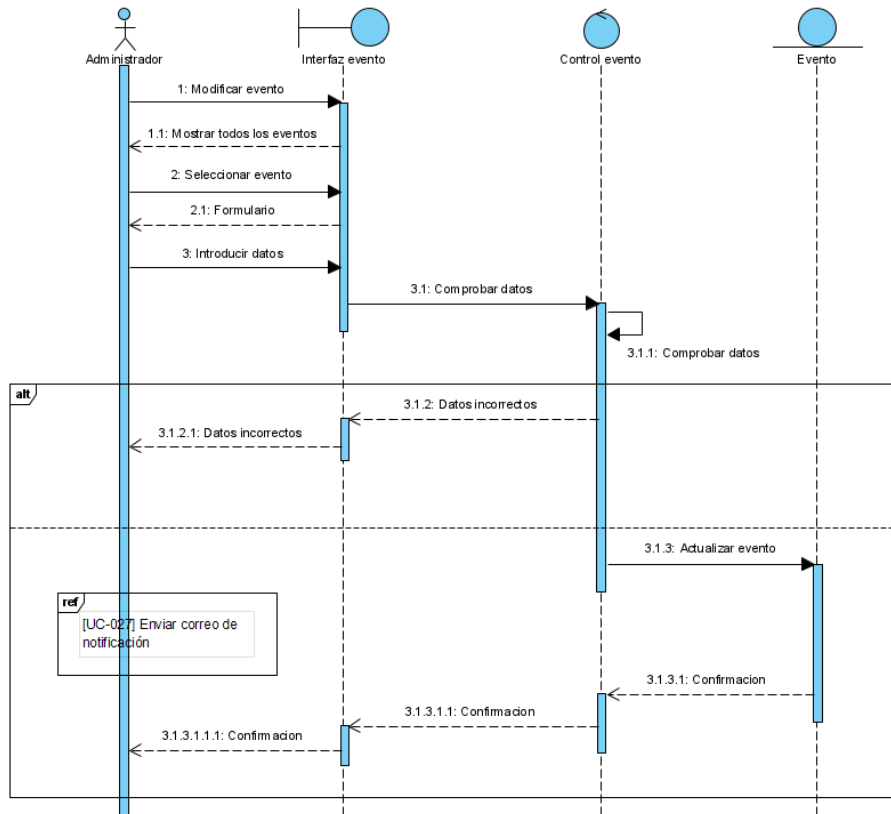 Administrador
Interfaz evento
Control evento
Evento
1: Modificar evento
1.1: Mostrar todos los eventos
2: Seleccionar evento
2.1: Formulario
3: Introducir datos
3.1: Comprobar datos
3.1.1: Comprobar datos
alt
3.1.2: Datos incorrectos
3.1.2.1: Datos incorrectos
3.1.3: Actualizar evento
ref
[UC-027] Enviar correo de
notificación
3.1.3.1: Confirmacion
3.1.3.1.1: Confirmacion
3.1.3.1.1.1: Confirmacion